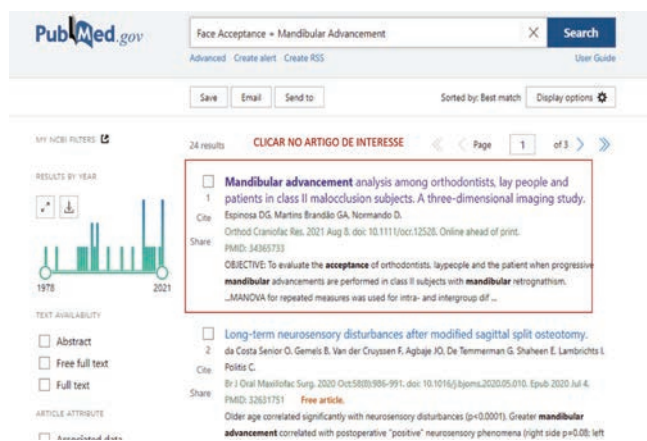 PubMed.gov
Face Acceptance + Mandibular Advancement
Search
Advanced Create alert Create RSS
User Guide
Save Email Send to
Sorted by: Best match Display options
MY NCBI FILTERS
24 results CLICAR NO ARTIGO DE INTERESSE Page 1 of 3
RESULTS BY YEAR
1978 2021
TEXT AVAILABILITY
Abstract
Free full text
Full text
ARTICLE ATTRIBUTE
Associated data
1
Cite
Share
Mandibular advancement analysis among orthodontists, lay people and
patients in class II malocclusion subjects. A three-dimensional imaging study.
Espinosa DG, Martins Brandão GA, Normando D.
Orthod Craniofac Res. 2021 Aug 8. doi: 10.1111/ocr.12528. Online ahead of print.
PMID: 34365733
OBJECTIVE: To evaluate the acceptance of orthodontists, laypeople and the patient when progressive
mandibular advancements are performed in class II subjects with mandibular retrognathism.
...MANOVA for repeated measures was used for intra- and intergroup dif ...
2
Cite
Share
Long-term neurosensory disturbances after modified sagittal split osteotomy.
da Costa Senior O, Gemels B, Van der Cruyssen F, Agbaje JO, De Temmerman G, Shaheen E, Lambrichts I,
Politis C.
Br J Oral Maxillofac Surg. 2020 Oct;58(8):986-991. doi: 10.1016/j.bjoms.2020.05.010. Epub 2020 Jul 4.
PMID: 32631751 Free article.
Older age correlated significantly with neurosensory disturbances (p<0.0001). Greater mandibular
advancement correlated with postoperative "positive" neurosensory phenomena (right side p=0.08; left